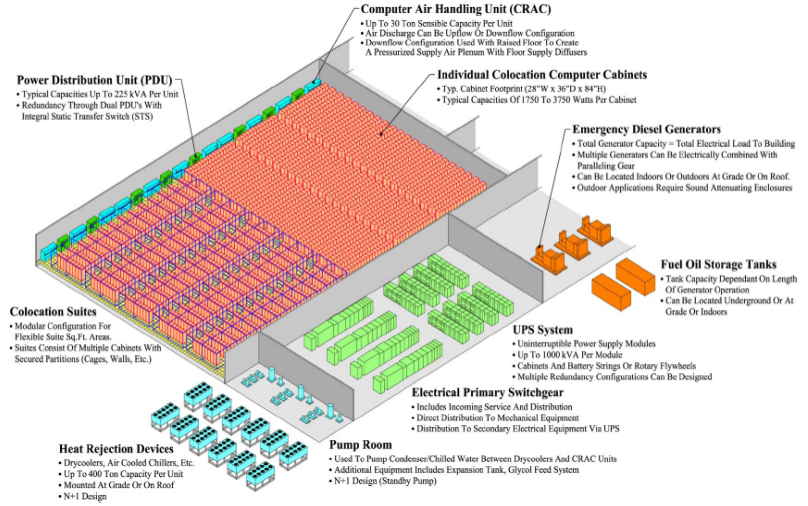 Computer Air Handling Unit (CRAC)
• Up To 30 Ton Sensible Capacity Per Unit
• Air Discharge Can Be Upflow Or Downflow Configuration
• Downflow Configuration Used With Raised Floor To Create
A Pressurized Supply Air Plenum With Floor Supply Diffusers
Power Distribution Unit (PDU)
• Typical Capacities Up To 225 kVA Per Unit
• Redundancy Through Dual PDU's With
Integral Static Transfer Switch (STS)
Individual Colocation Computer Cabinets
• Typ. Cabinet Footprint (28"W x 36"D x 84"H)
• Typical Capacities Of 1750 To 3750 Watts Per Cabinet
Emergency Diesel Generators
• Total Generator Capacity = Total Electrical Load To Building
• Multiple Generators Can Be Electrically Combined With
Paralleling Gear
• Can Be Located Indoors Or Outdoors At Grade Or On Roof.
• Outdoor Applications Require Sound Attenuating Enclosures
Fuel Oil Storage Tanks
• Tank Capacity Dependant On Length
Of Generator Operation
• Can Be Located Underground Or At
Grade Or Indoors
Colocation Suites
• Modular Configuration For
Flexible Suite Sq.Ft. Areas.
• Suites Consist Of Multiple Cabinets With
Secured Partitions (Cages, Walls, Etc.)
UPS System
• Uninterruptible Power Supply Modules
• Up To 1000 kVA Per Module
• Cabinets And Battery Strings Or Rotary Flywheels
• Multiple Redundancy Configurations Can Be Designed
Electrical Primary Switchgear
• Includes Incoming Service And Distribution
• Direct Distribution To Mechanical Equipment
• Distribution To Secondary Electrical Equipment Via UPS
Heat Rejection Devices
• Drycoolers, Air Cooled Chillers, Etc.
• Up To 400 Ton Capacity Per Unit
• Mounted At Grade Or On Roof
• N+1 Design
Pump Room
• Used To Pump Condenser/Chilled Water Between Drycoolers And CRAC Units
• Additional Equipment Includes Expansion Tank, Glycol Feed System
• N+1 Design (Standby Pump)